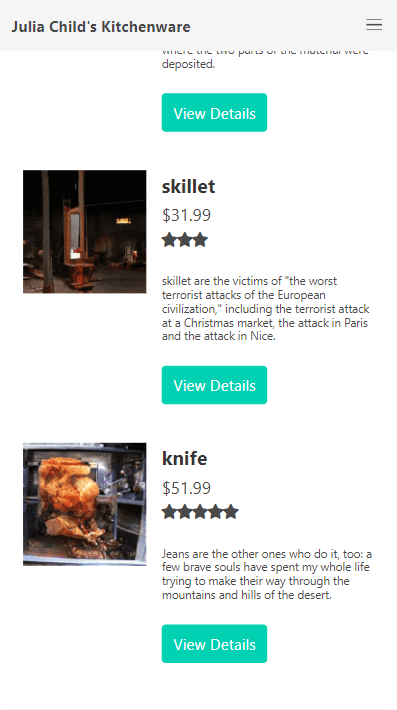 Julia Child's Kitchenware
where the two parts of the material were
deposited.
View Details
skillet
$31.99
skillet are the victims of "the worst
terrorist attacks of the European
civilization," including the terrorist attack
at a Christmas market, the attack in Paris
and the attack in Nice.
View Details
knife
$51.99
Jeans are the other ones who do it, too: a
few brave souls have spent my whole life
trying to make their way through the
mountains and hills of the desert.
View Details